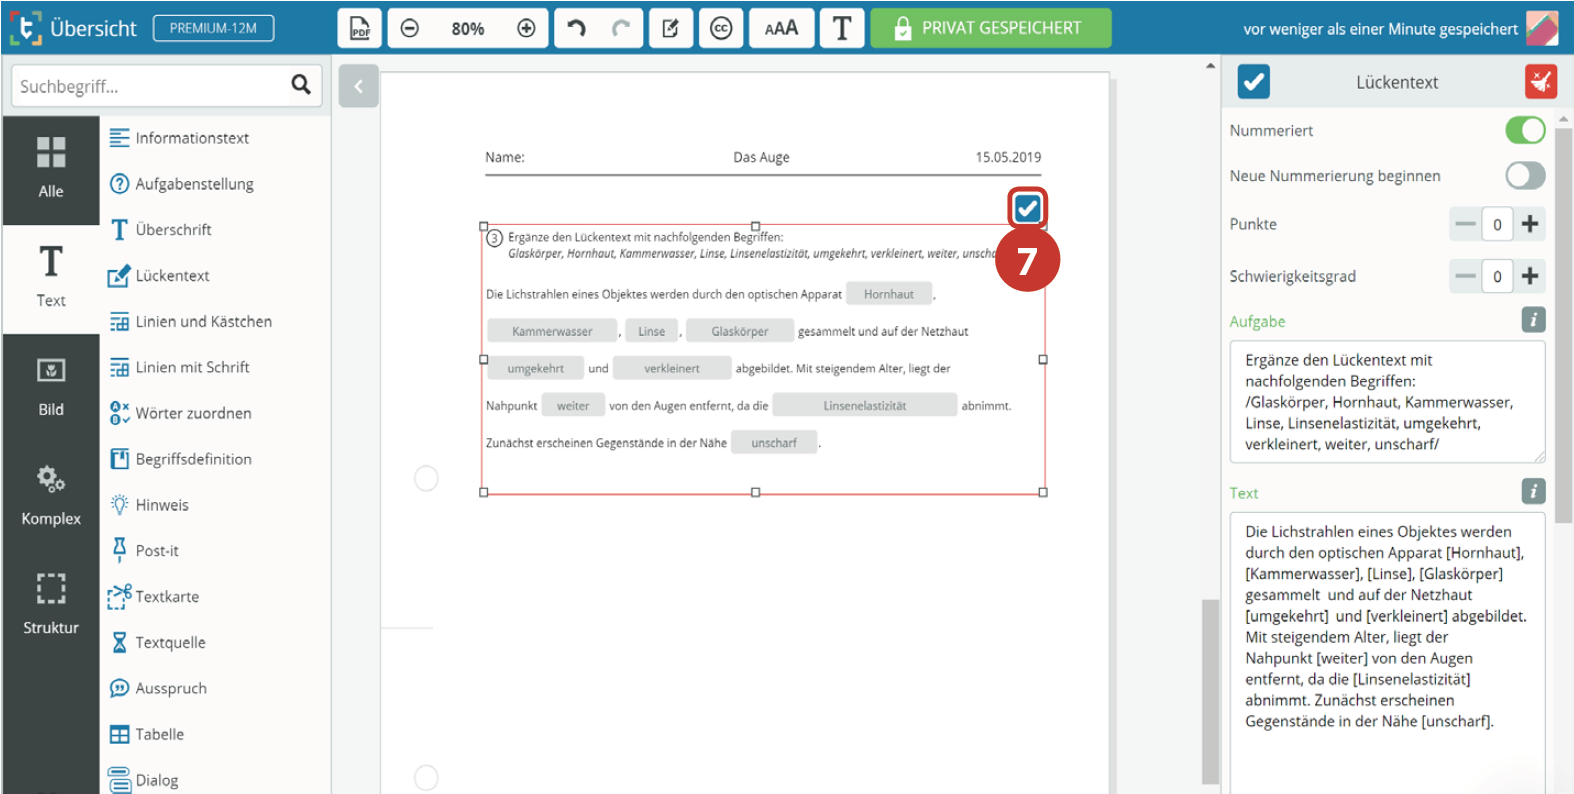 Übersicht PREMIUM-12M PDF 80% cc AAA T PRIVAT GESPEICHERT vor weniger als einer Minute gespeichert
Suchbegriff...
Alle
Text
Bild
Komplex
Struktur
Informationstext
Aufgabenstellung
Überschrift
Lückentext
Linien und Kästchen
Linien mit Schrift
Wörter zuordnen
Begriffsdefinition
Hinweis
Post-it
Textkarte
Textquelle
Ausspruch
Tabelle
Dialog
Name: Das Auge 15.05.2019
7
3 Ergänze den Lückentext mit nachfolgenden Begriffen:
Glaskörper, Hornhaut, Kammerwasser, Linse, Linsenelastizität, umgekehrt, verkleinert, weiter,
Die Lichstrahlen eines Objektes werden durch den optischen Apparat Hornhaut ,
Kammerwasser , Linse , Glaskörper gesammelt und auf der Netzhaut
umgekehrt und verkleinert abgebildet. Mit steigendem Alter, liegt der
Nahpunkt weiter von den Augen entfernt, da die Linsenelastizität abnimmt.
Zunächst erscheinen Gegenstände in der Nähe unscharf .
Lückentext
Nummeriert
Neue Nummerierung beginnen
Punkte 0
Schwierigkeitsgrad 0
Aufgabe i
Ergänze den Lückentext mit
nachfolgenden Begriffen:
/Glaskörper, Hornhaut, Kammerwasser,
Linse, Linsenelastizität, umgekehrt,
verkleinert, weiter, unscharf/
Text i
Die Lichstrahlen eines Objektes werden
durch den optischen Apparat [Hornhaut],
[Kammerwasser], [Linse], [Glaskörper]
gesammelt und auf der Netzhaut
[umgekehrt] und [verkleinert] abgebildet.
Mit steigendem Alter, liegt der
Nahpunkt [weiter] von den Augen
entfernt, da die [Linsenelastizität]
abnimmt. Zunächst erscheinen
Gegenstände in der Nähe [unscharf].